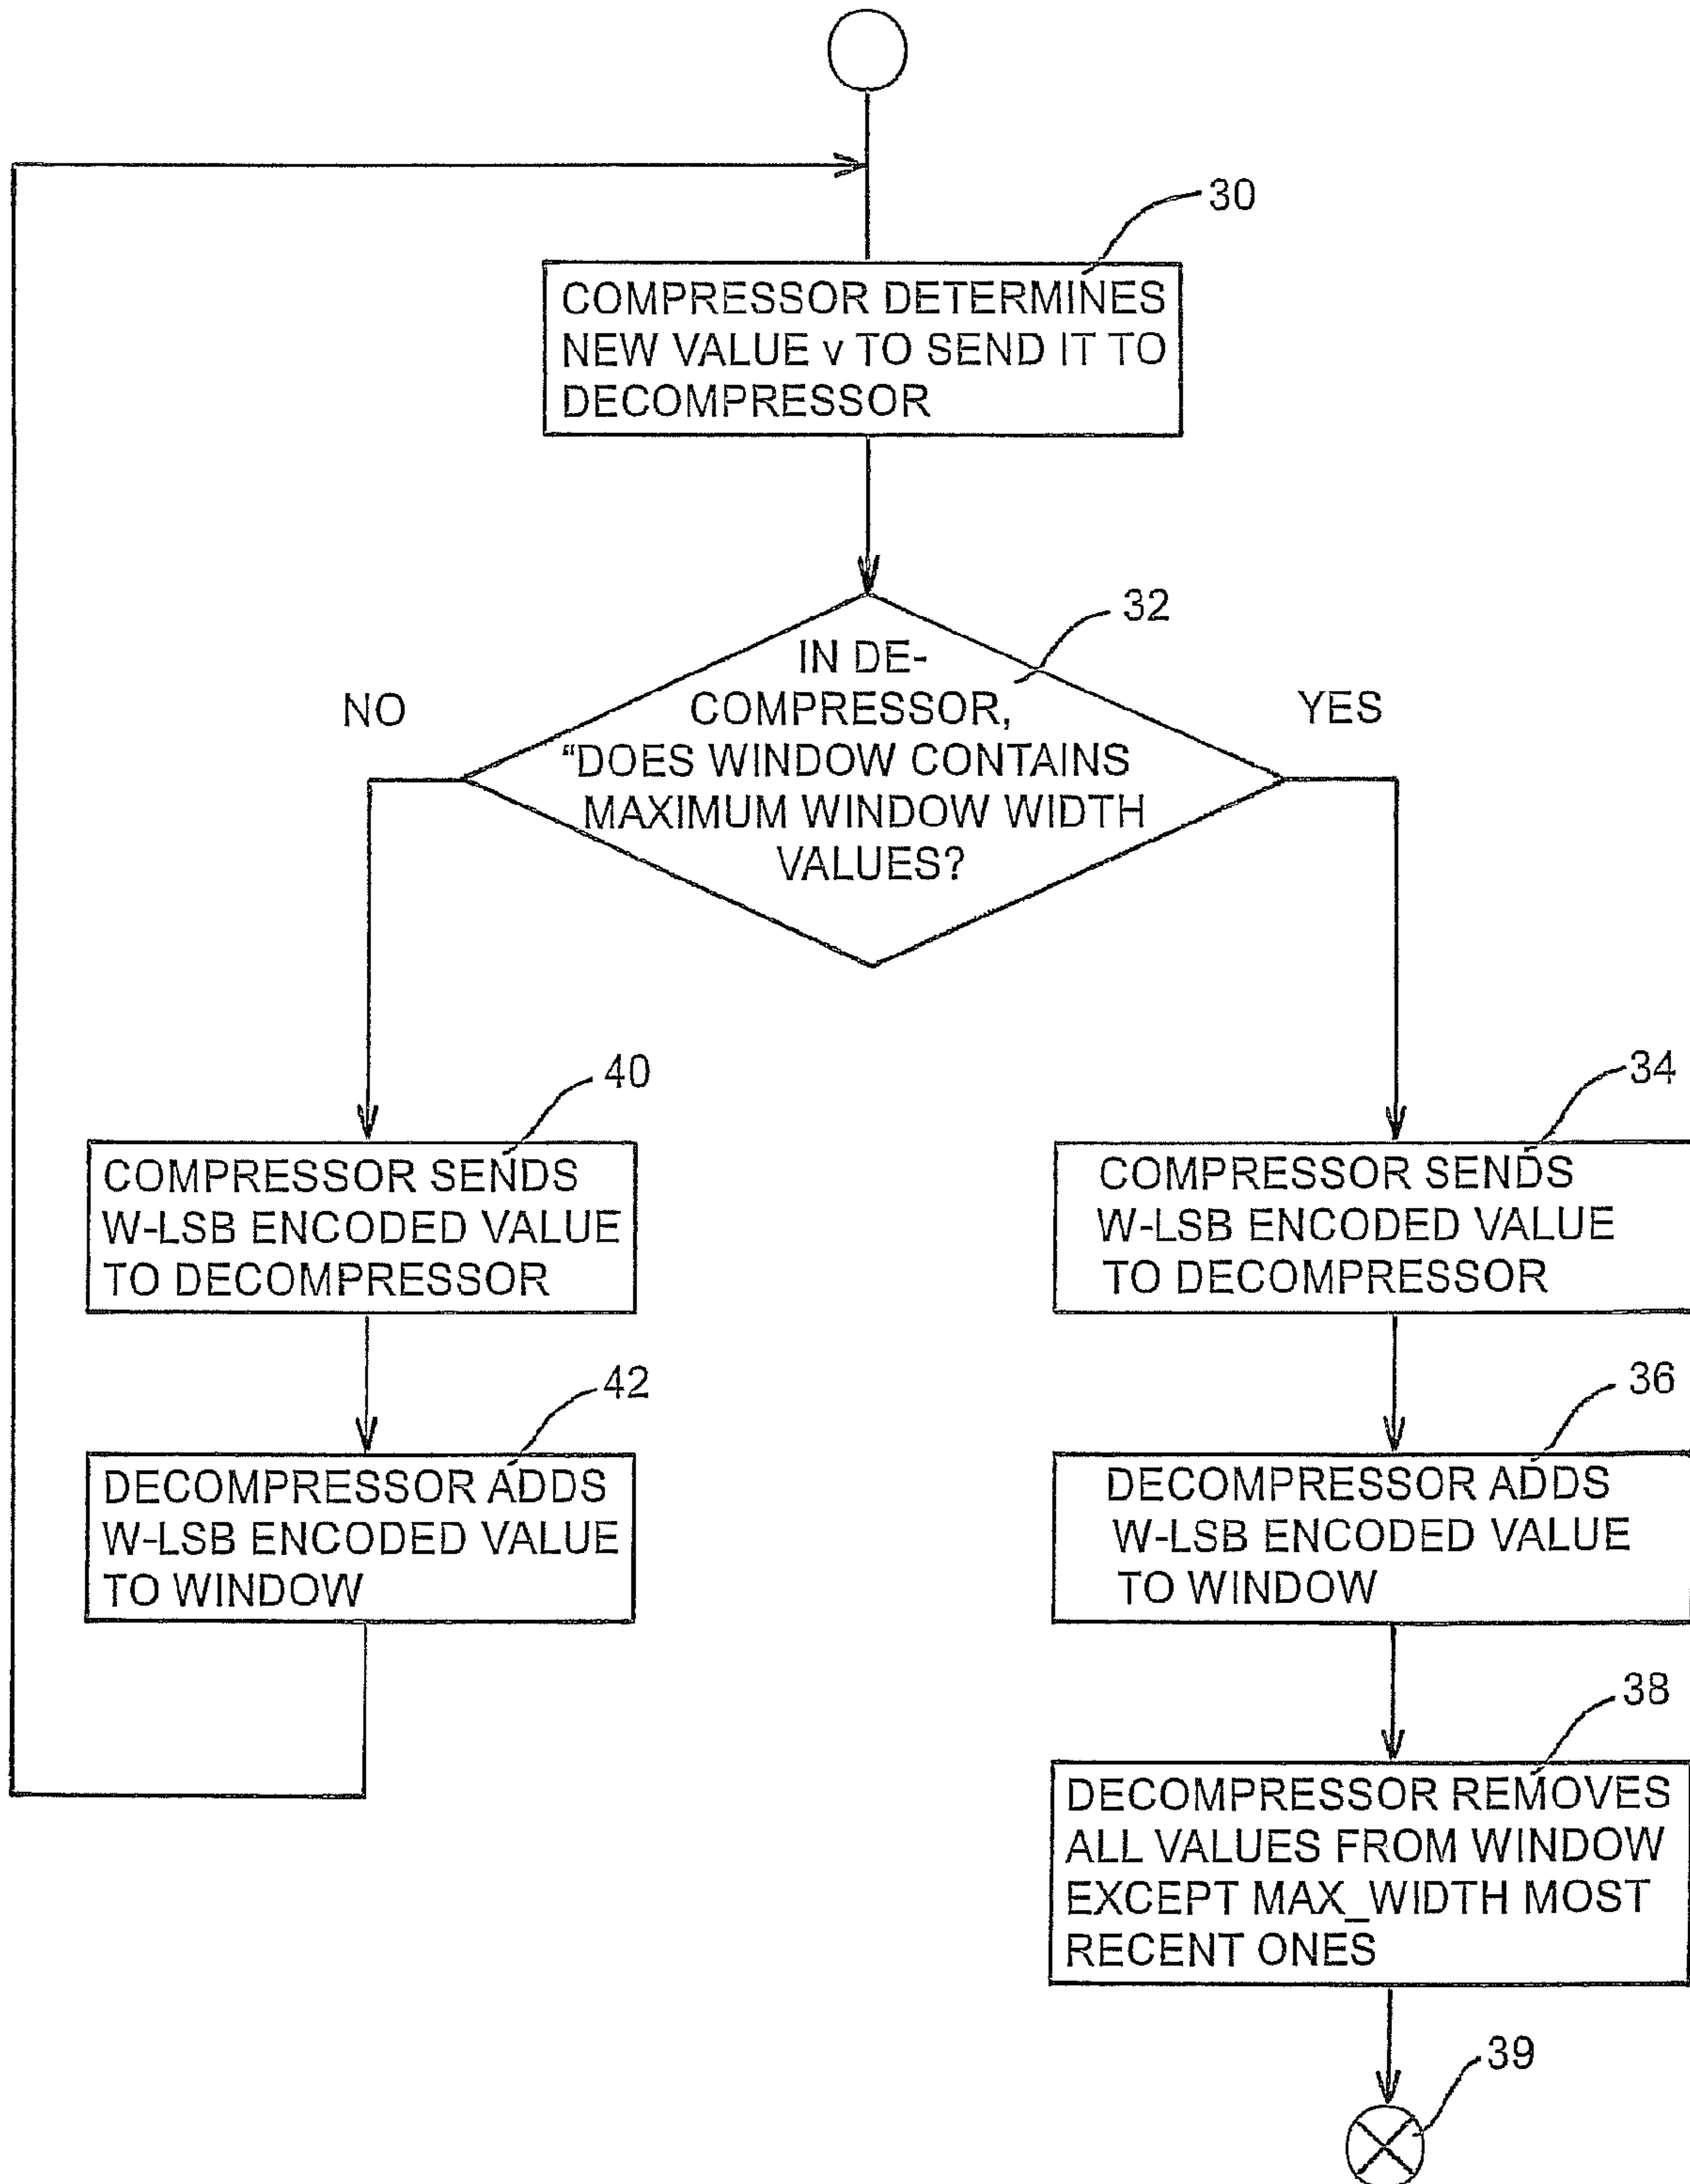 30
COMPRESSOR DETERMINES
NEW VALUE v TO SEND IT TO
DECOMPRESSOR
32
IN DE-
COMPRESSOR,
“DOES WINDOW CONTAINS
MAXIMUM WINDOW WIDTH
VALUES?
NO
YES
40
COMPRESSOR SENDS
W-LSB ENCODED VALUE
TO DECOMPRESSOR
42
DECOMPRESSOR ADDS
W-LSB ENCODED VALUE
TO WINDOW
34
COMPRESSOR SENDS
W-LSB ENCODED VALUE
TO DECOMPRESSOR
36
DECOMPRESSOR ADDS
W-LSB ENCODED VALUE
TO WINDOW
38
DECOMPRESSOR REMOVES
ALL VALUES FROM WINDOW
EXCEPT MAX_WIDTH MOST
RECENT ONES
39